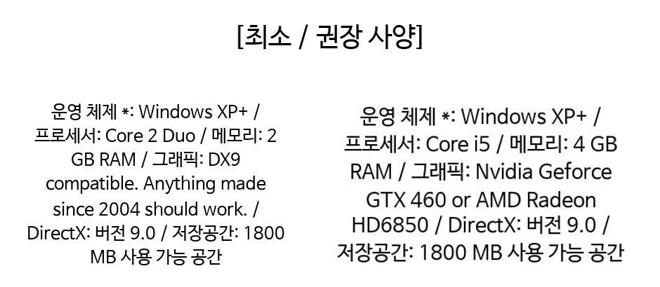 [최소 / 권장 사양]
운영 체제 *: Windows XP+ /
프로세서: Core 2 Duo / 메모리: 2
GB RAM / 그래픽: DX9
compatible. Anything made
since 2004 should work. /
DirectX: 버전 9.0 / 저장공간: 1800
MB 사용 가능 공간
운영 체제 *: Windows XP+ /
프로세서: Core i5 / 메모리: 4 GB
RAM / 그래픽: Nvidia Geforce
GTX 460 or AMD Radeon
HD6850 / DirectX: 버전 9.0 /
저장공간: 1800 MB 사용 가능 공간